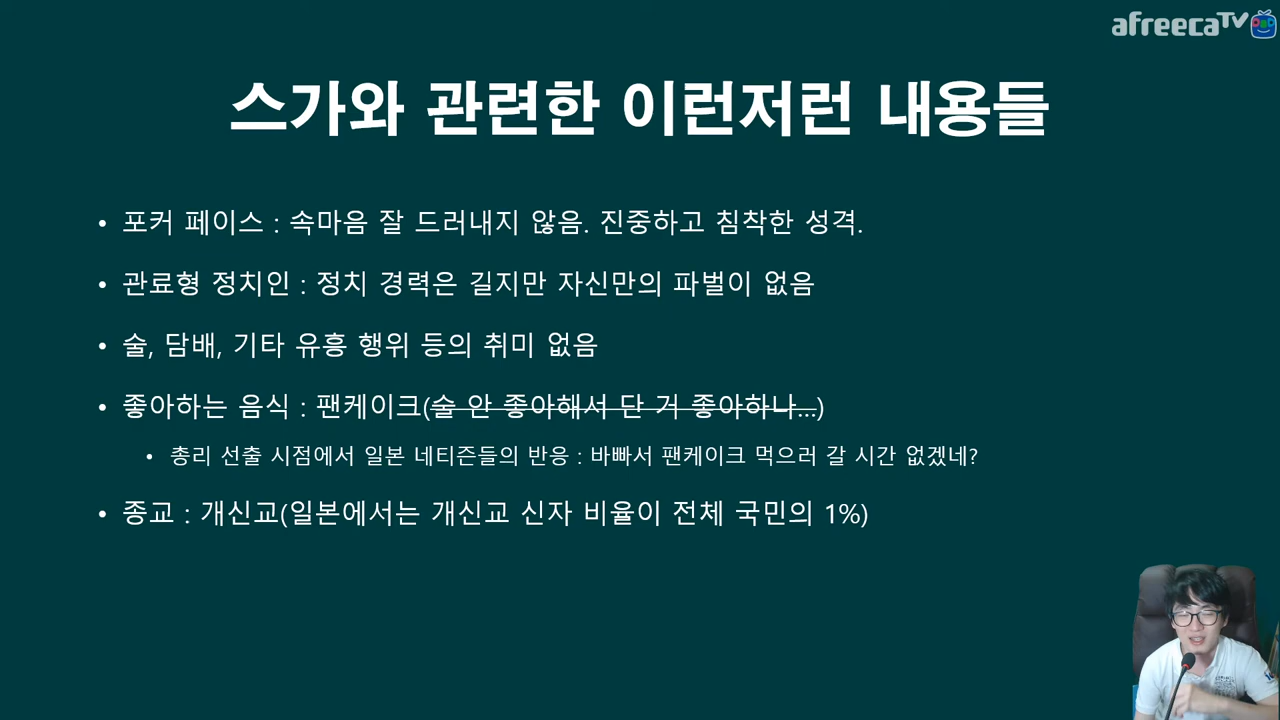 afreecaTV
스가와 관련한 이런저런 내용들
• 포커 페이스 : 속마음 잘 드러내지 않음. 진중하고 침착한 성격.
• 관료형 정치인 : 정치 경력은 길지만 자신만의 파벌이 없음
• 술, 담배, 기타 유흥 행위 등의 취미 없음
• 좋아하는 음식 : 팬케이크(술 안 좋아해서 단 거 좋아하나...)
• 총리 선출 시점에서 일본 네티즌들의 반응 : 바빠서 팬케이크 먹으러 갈 시간 없겠네?
• 종교 : 개신교(일본에서는 개신교 신자 비율이 전체 국민의 1%)